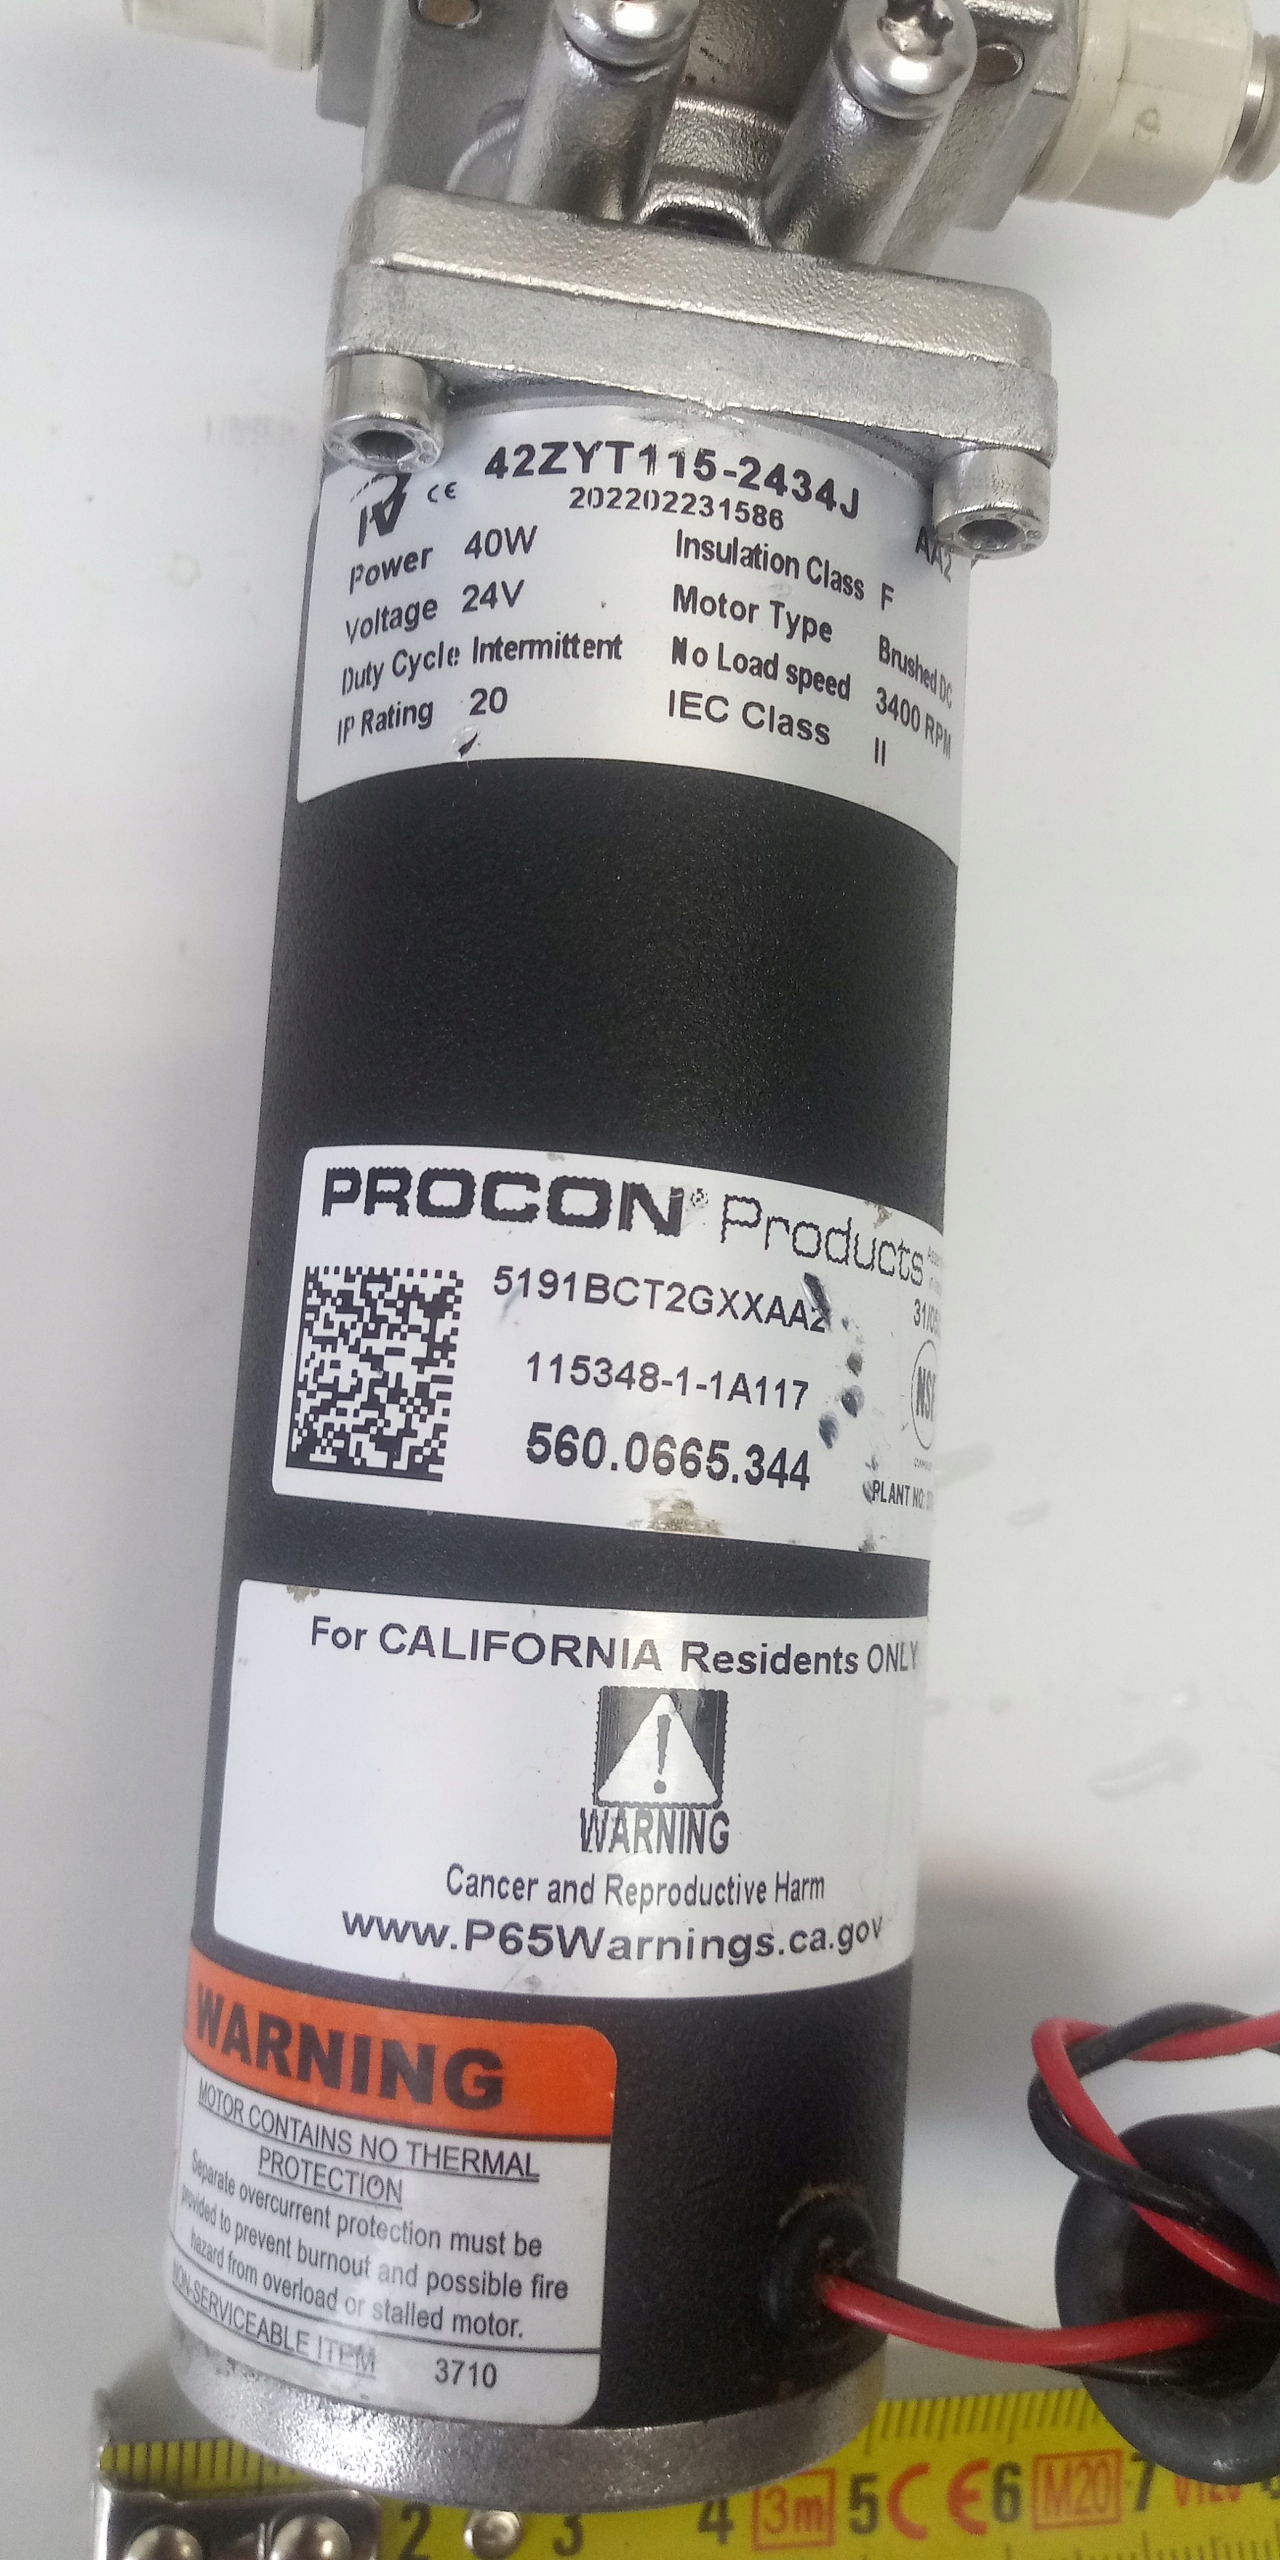 42ZYT115-2434J
202202231586
AA2
CE
Power 40W
Insulation Class F
Voltage 24V
Motor Type Brushed DC
Duty Cycle Intermittent
No Load speed 3400 RPM
IP Rating 20
IEC Class II
PROCON® Products
5191BCT2GXXAA2
115348-1-1A117
560.0665.344
PLANT NO:
For CALIFORNIA Residents ONLY
WARNING
Cancer and Reproductive Harm
www.P65Warnings.ca.gov
WARNING
MOTOR CONTAINS NO THERMAL
PROTECTION
Separate overcurrent protection must be
provided to prevent burnout and possible fire
hazard from overload or stalled motor.
NON-SERVICEABLE ITEM 3710
2 3 4 3m 5 CE 6 M20 7